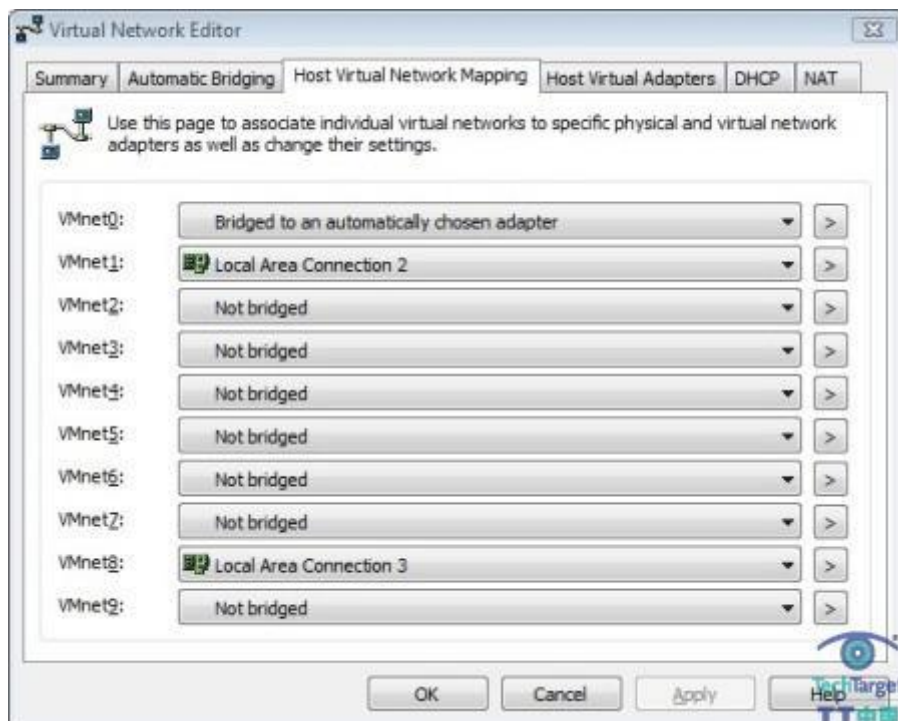 Virtual Network Editor
Summary Automatic Bridging Host Virtual Network Mapping Host Virtual Adapters DHCP NAT
Use this page to associate individual virtual networks to specific physical and virtual network
adapters as well as change their settings.
VMnet0: Bridged to an automatically chosen adapter >
VMnet1: Local Area Connection 2 >
VMnet2: Not bridged >
VMnet3: Not bridged >
VMnet4: Not bridged >
VMnet5: Not bridged >
VMnet6: Not bridged >
VMnet7: Not bridged >
VMnet8: Local Area Connection 3 >
VMnet9: Not bridged >
OK Cancel Apply Help
TechTarget